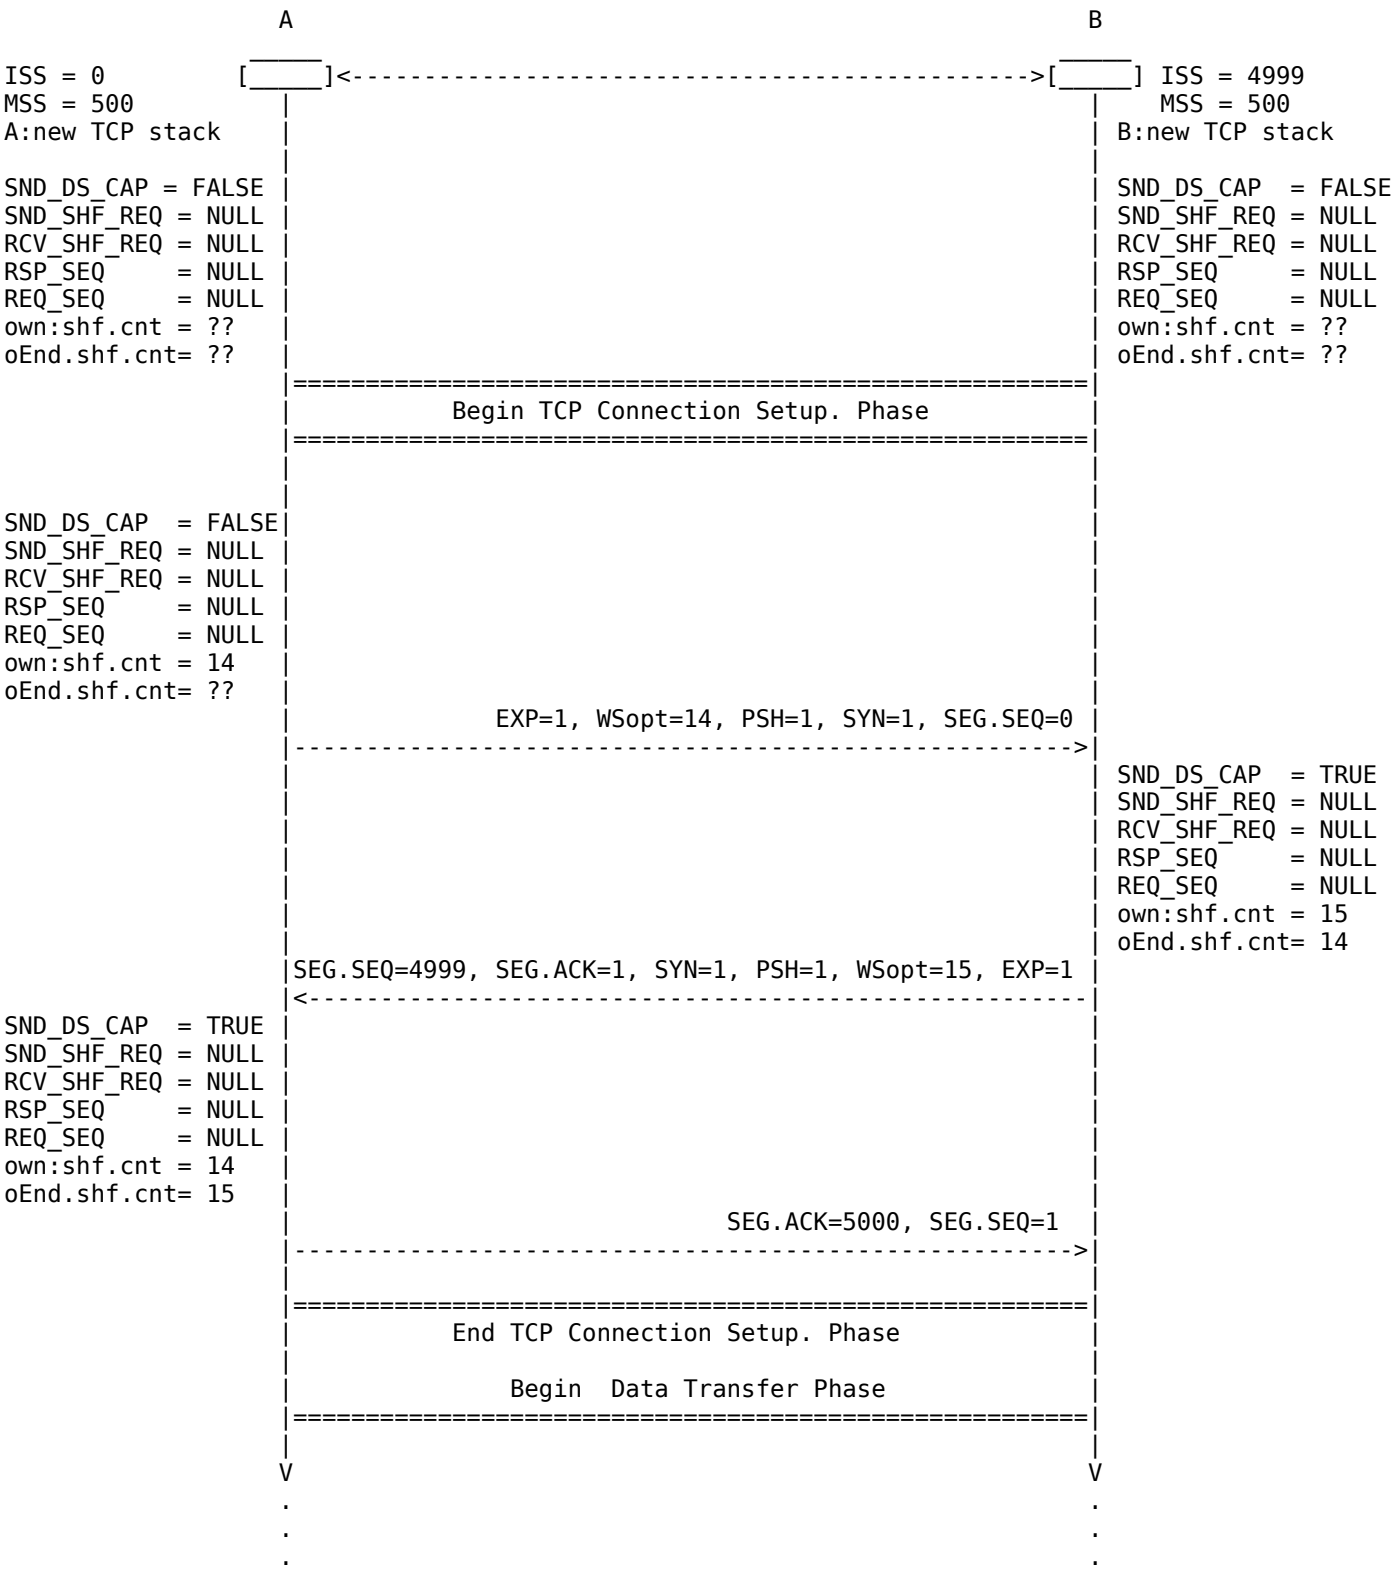 A                                                       B
ISS = 0 [_____]<----------------------------------------------->[_____] ISS = 4999
MSS = 500 | | MSS = 500
A:new TCP stack | | B:new TCP stack
SND_DS_CAP = FALSE | | SND_DS_CAP = FALSE
SND_SHF_REQ = NULL | | SND_SHF_REQ = NULL
RCV_SHF_REQ = NULL | | RCV_SHF_REQ = NULL
RSP_SEQ = NULL | | RSP_SEQ = NULL
REQ_SEQ = NULL | | REQ_SEQ = NULL
own:shf.cnt = ?? | | own:shf.cnt = ??
oEnd.shf.cnt= ?? | | oEnd.shf.cnt= ??
|=======================================================|
Begin TCP Connection Setup. Phase
|=======================================================|
SND_DS_CAP = FALSE|
SND_SHF_REQ = NULL |
RCV_SHF_REQ = NULL |
RSP_SEQ = NULL |
REQ_SEQ = NULL |
own:shf.cnt = 14 |
oEnd.shf.cnt= ?? |
EXP=1, WSopt=14, PSH=1, SYN=1, SEG.SEQ=0
|------------------------------------------------------>|
| SND_DS_CAP = TRUE
| SND_SHF_REQ = NULL
| RCV_SHF_REQ = NULL
| RSP_SEQ = NULL
| REQ_SEQ = NULL
| own:shf.cnt = 15
| oEnd.shf.cnt= 14
|SEG.SEQ=4999, SEG.ACK=1, SYN=1, PSH=1, WSopt=15, EXP=1
|<------------------------------------------------------|
SND_DS_CAP = TRUE |
SND_SHF_REQ = NULL |
RCV_SHF_REQ = NULL |
RSP_SEQ = NULL |
REQ_SEQ = NULL |
own:shf.cnt = 14 |
oEnd.shf.cnt= 15 |
SEG.ACK=5000, SEG.SEQ=1
|------------------------------------------------------>|
|=======================================================|
End TCP Connection Setup. Phase
Begin  Data Transfer Phase
|=======================================================|
V                                                       V
.                                                       .
.                                                       .
.                                                       .